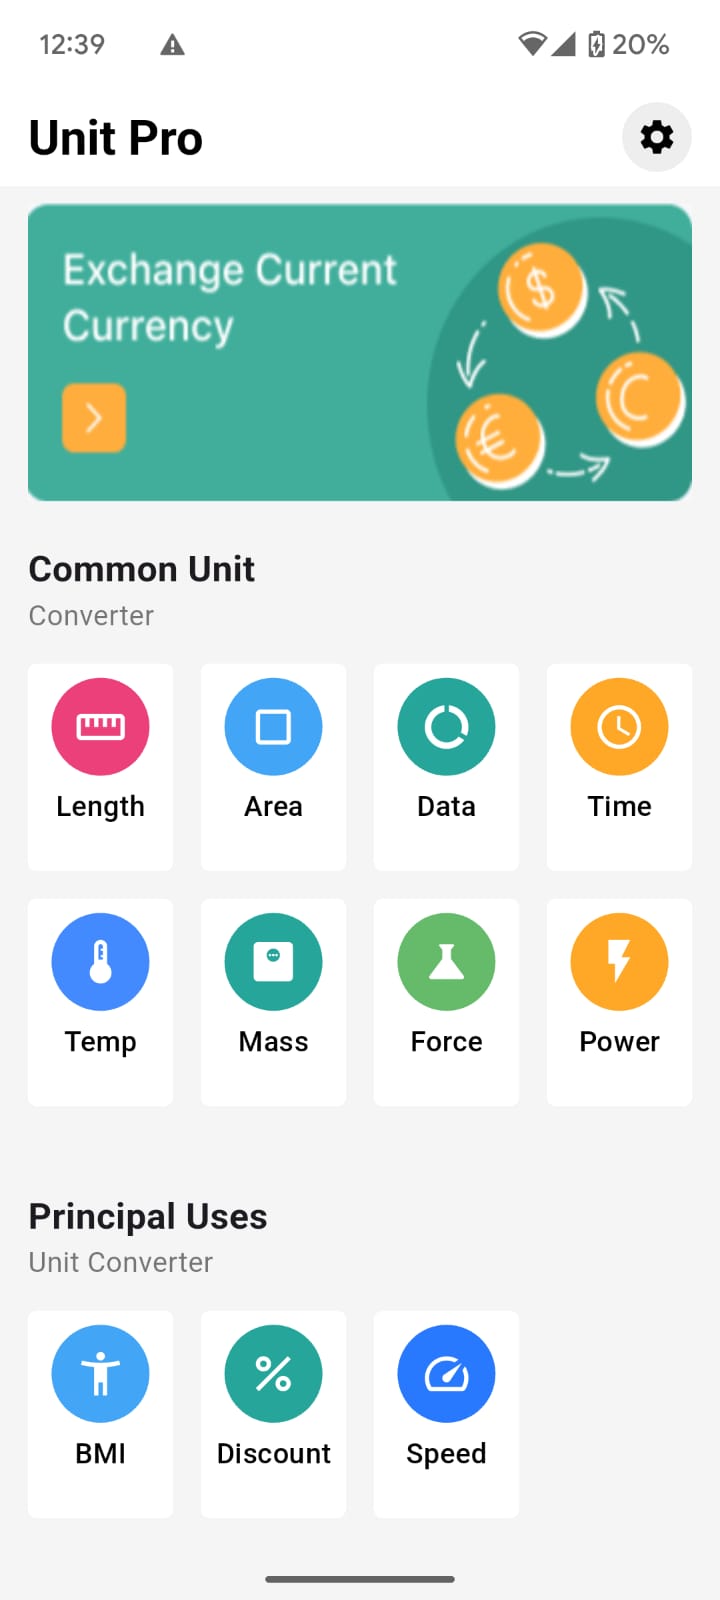 12:39
20%
Unit Pro
Exchange Current
Currency
Common Unit
Converter
Length
Area
Data
Time
Temp
Mass
Force
Power
Principal Uses
Unit Converter
BMI
Discount
Speed